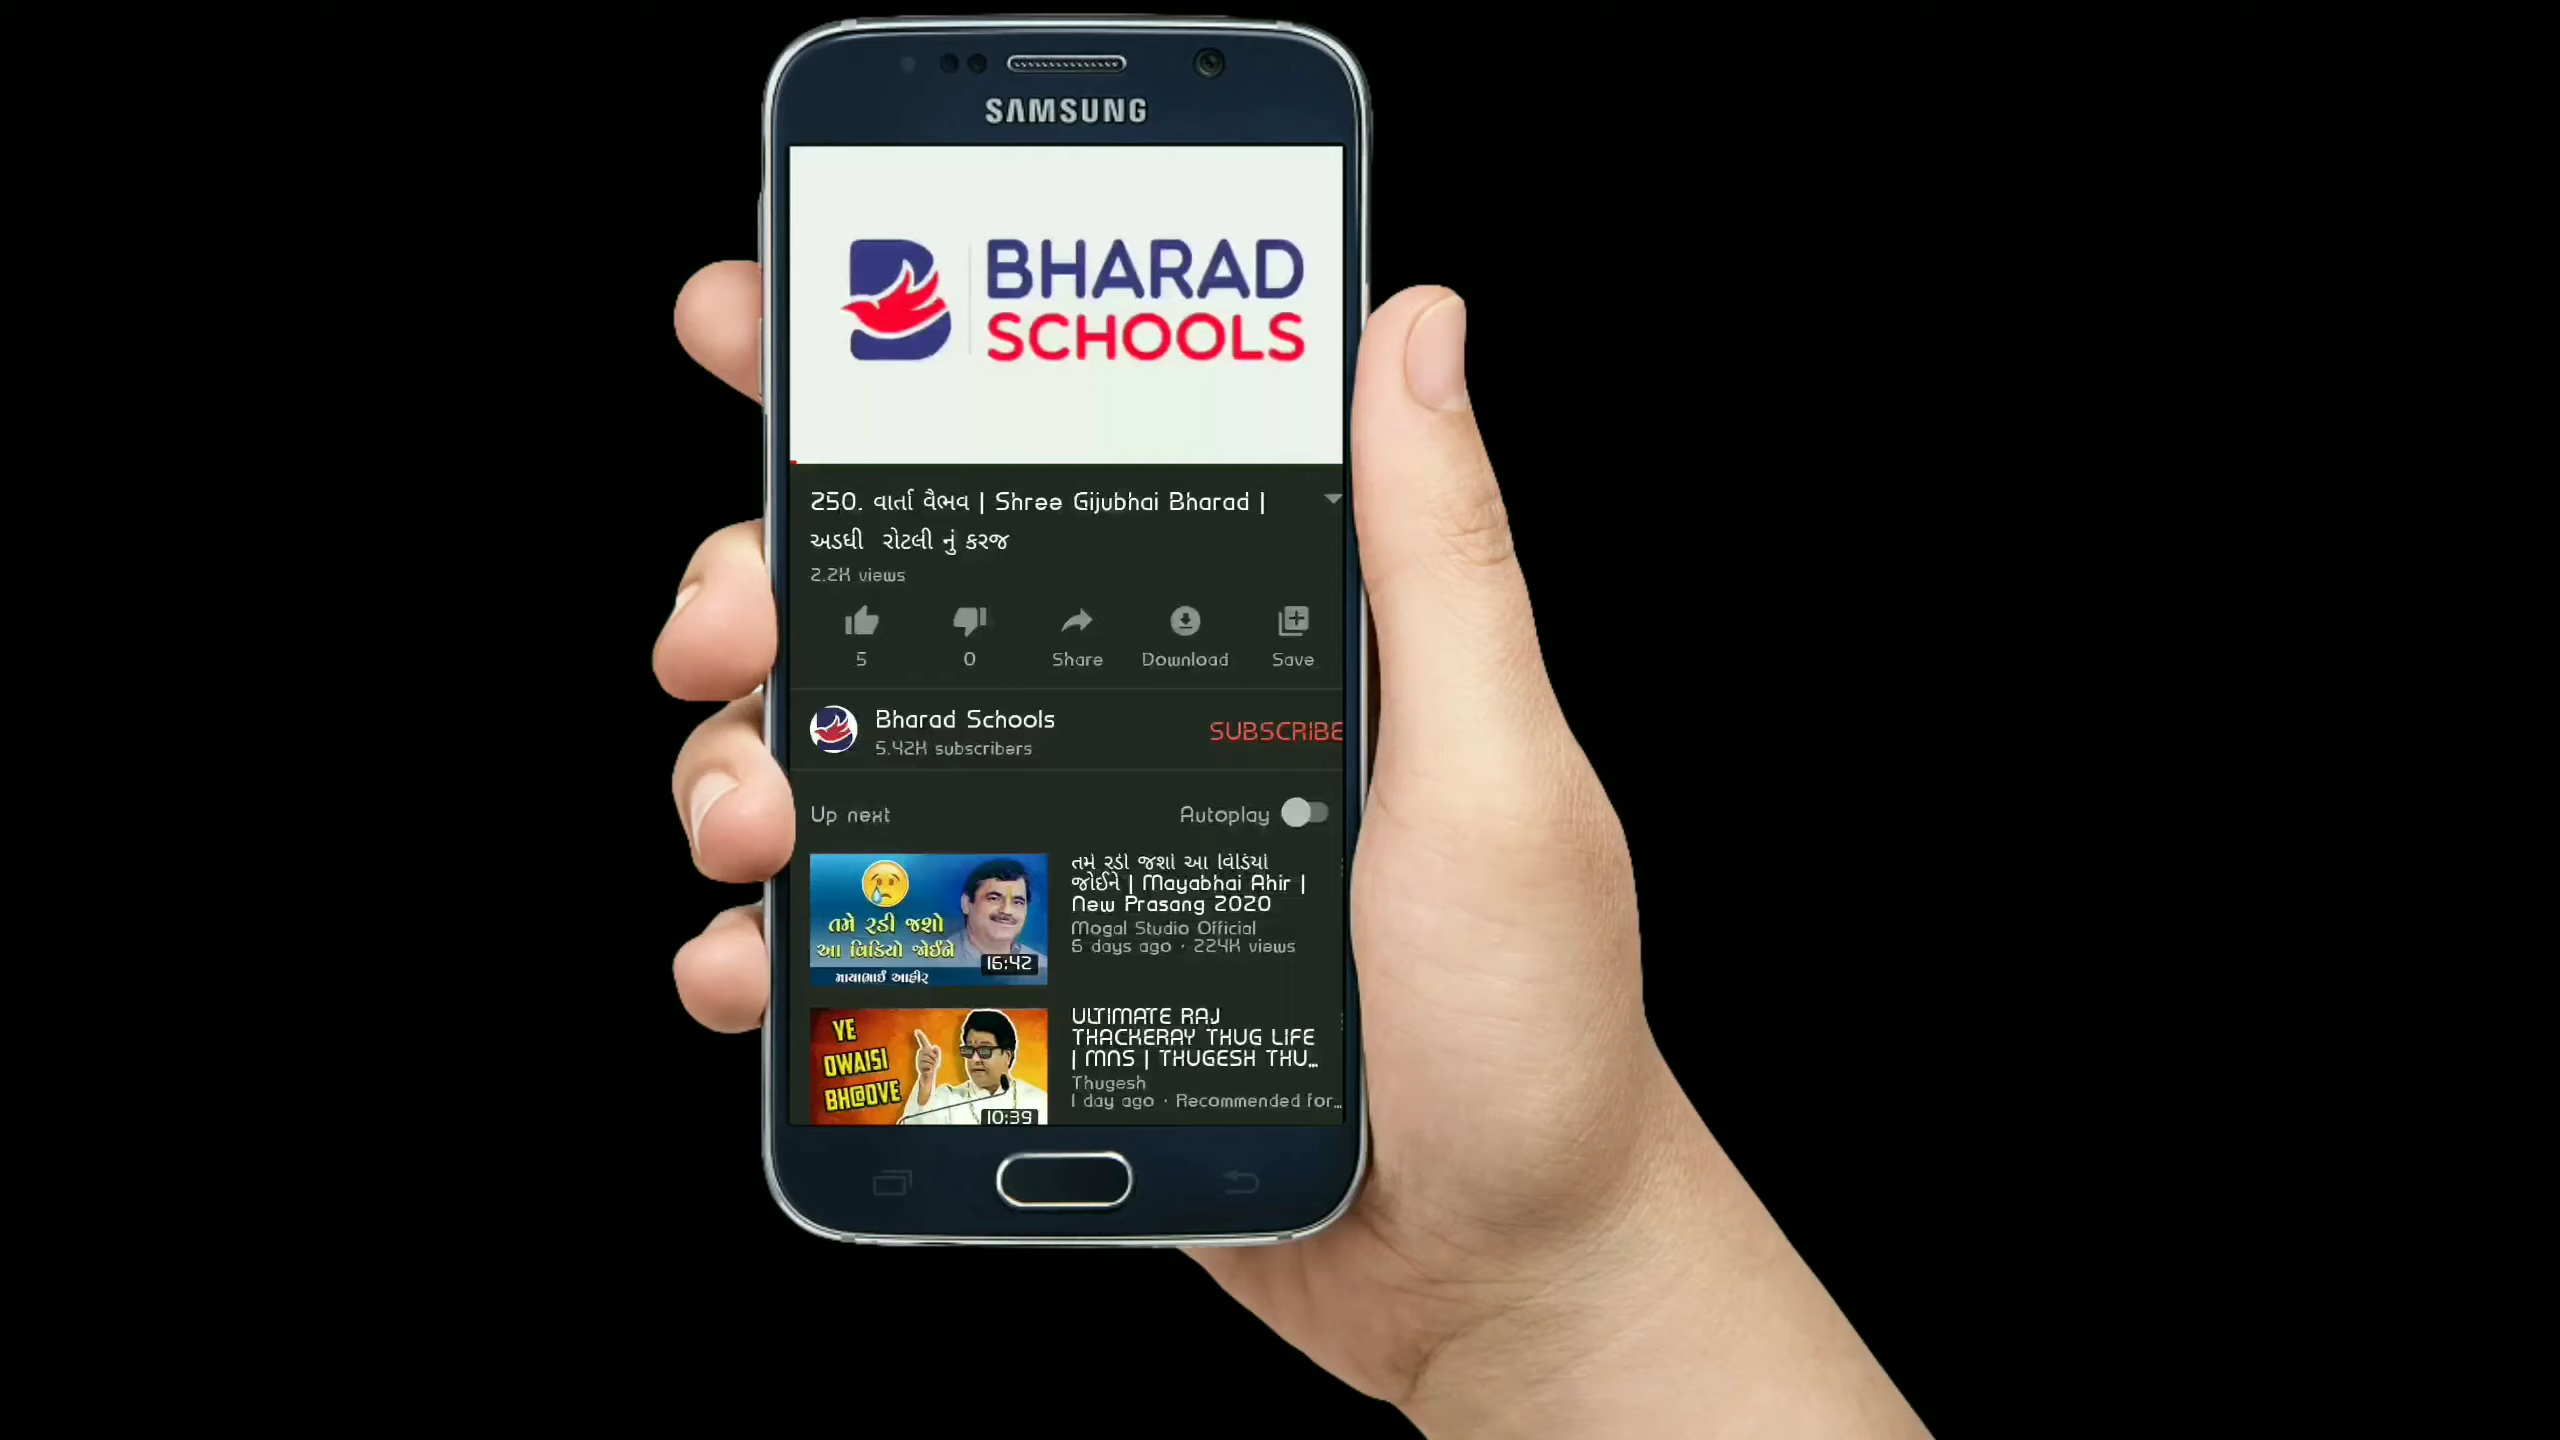 SAMSUNG
BHARAD
SCHOOLS
250. વાર્તા વૈભવ | Shree Gijubhai Bharad |
અડધી રોટલી નું કરજ
2.2K views
5
0
Share
Download
Save
Bharad Schools
5.42K subscribers
SUBSCRIBE
Up next
Autoplay
તમે રડી જશો
આ વિડિયો જોઈને
માયાભાઈ આહીર
16:42
તમે રડી જશો આ વિડિયો
જોઈને | Mayabhai Ahir |
New Prasang 2020
Mogal Studio Official
6 days ago · 224K views
YE
OWAISI
BH@OVE
10:39
ULTIMATE RAJ
THACKERAY THUG LIFE
| MNS | THUGESH THU...
Thugesh
1 day ago · Recommended for...